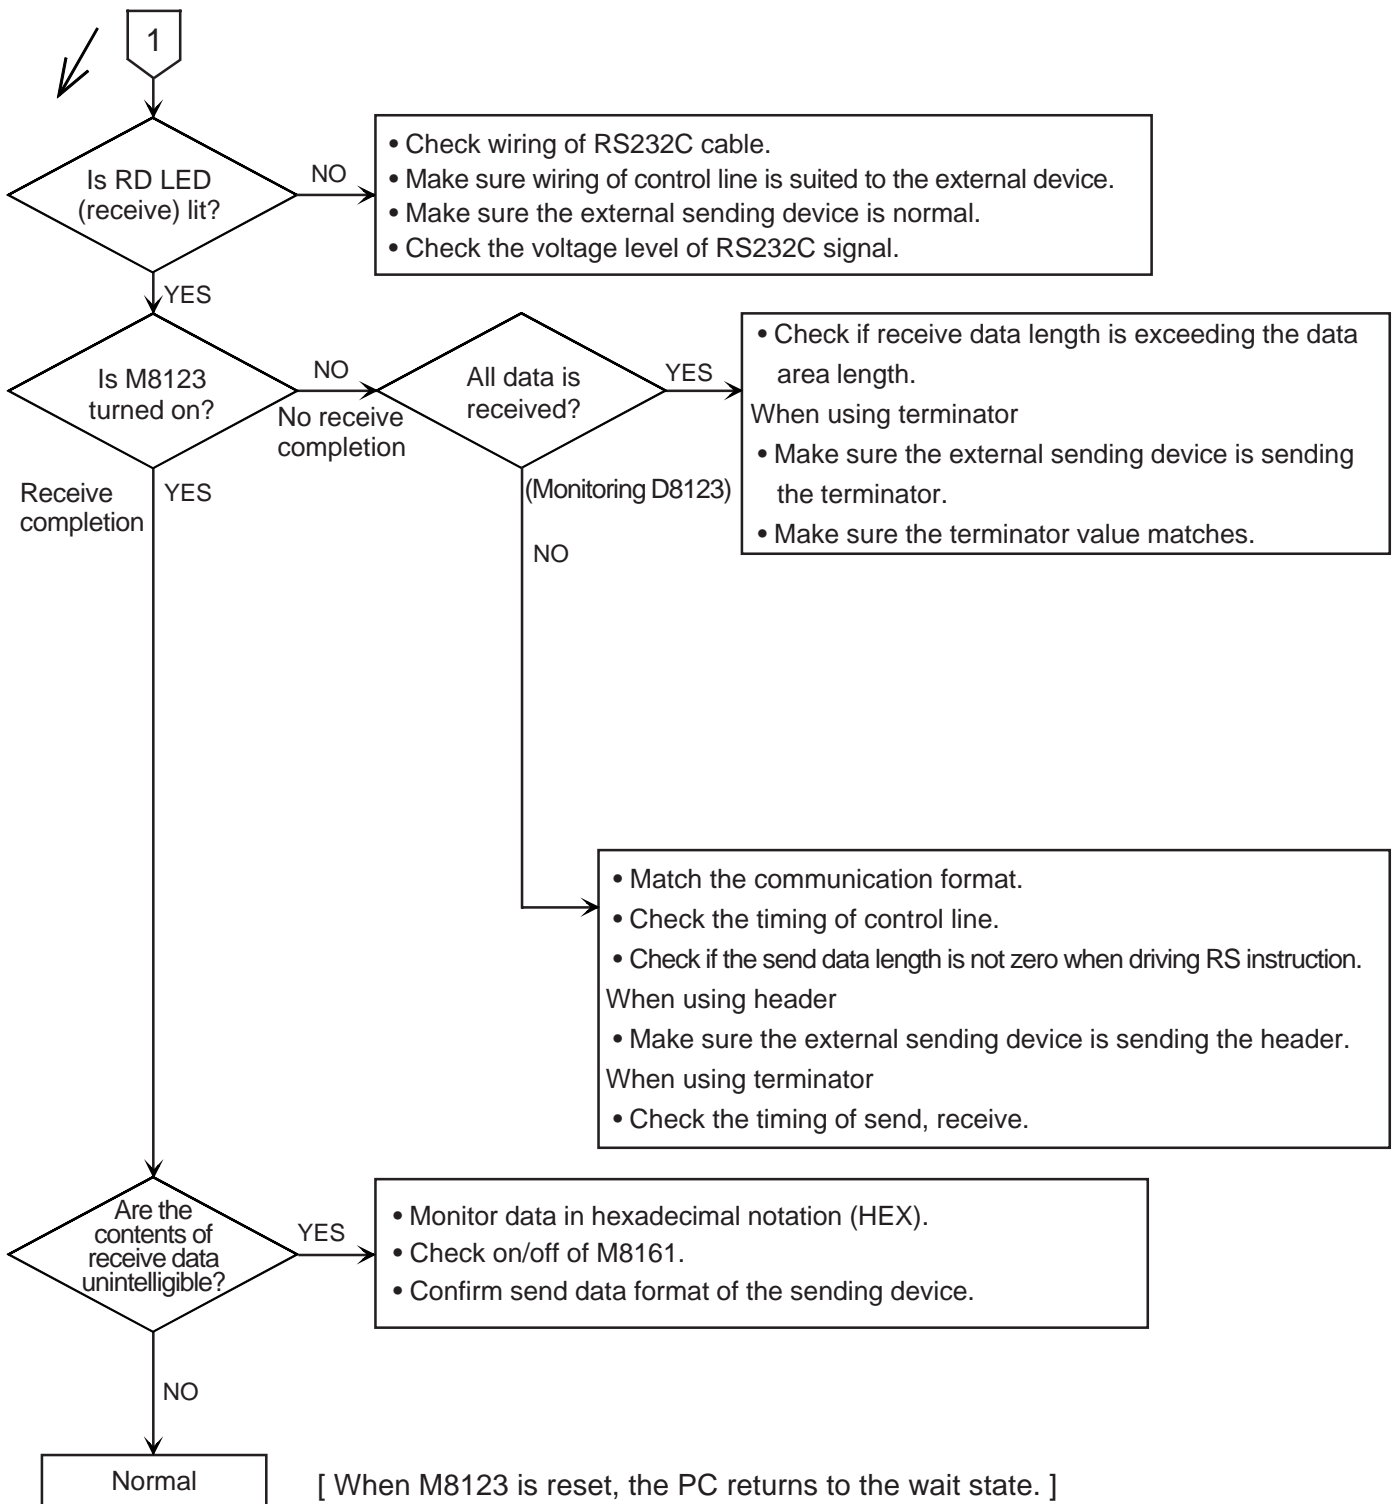 1
Is RD LED
(receive) lit?
NO
• Check wiring of RS232C cable.
• Make sure wiring of control line is suited to the external device.
• Make sure the external sending device is normal.
• Check the voltage level of RS232C signal.
YES
Is M8123
turned on?
NO
No receive
completion
All data is
received?
YES
• Check if receive data length is exceeding the data
area length.
When using terminator
• Make sure the external sending device is sending
the terminator.
• Make sure the terminator value matches.
Receive
completion
YES
(Monitoring D8123)
NO
• Match the communication format.
• Check the timing of control line.
• Check if the send data length is not zero when driving RS instruction.
When using header
• Make sure the external sending device is sending the header.
When using terminator
• Check the timing of send, receive.
Are the
contents of
receive data
unintelligible?
YES
• Monitor data in hexadecimal notation (HEX).
• Check on/off of M8161.
• Confirm send data format of the sending device.
NO
Normal
[ When M8123 is reset, the PC returns to the wait state. ]